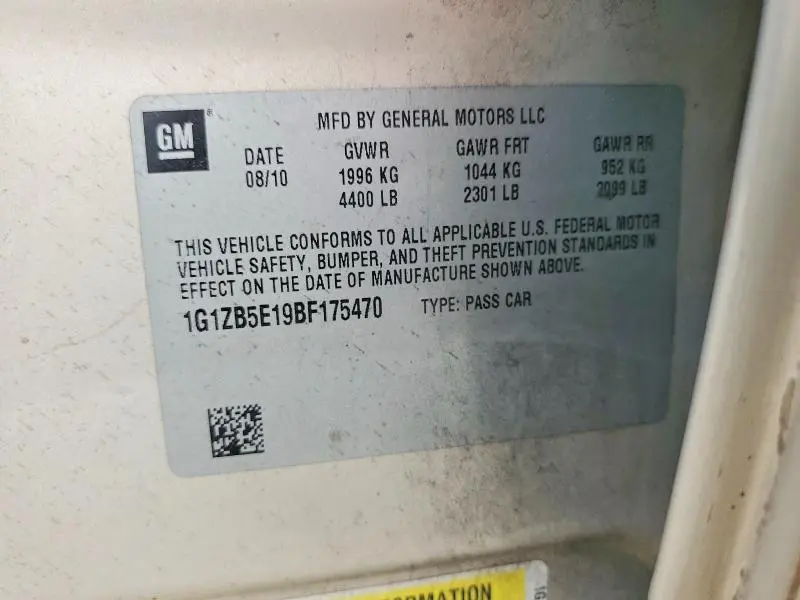 GM ®
MFD BY GENERAL MOTORS LLC
DATE GVWR GAWR FRT GAWR RR
08/10 1996 KG 1044 KG 952 KG
4400 LB 2301 LB 2099 LB
THIS VEHICLE CONFORMS TO ALL APPLICABLE U.S. FEDERAL MOTOR
VEHICLE SAFETY, BUMPER, AND THEFT PREVENTION STANDARDS IN
EFFECT ON THE DATE OF MANUFACTURE SHOWN ABOVE.
1G1ZB5E19BF175470 TYPE: PASS CAR